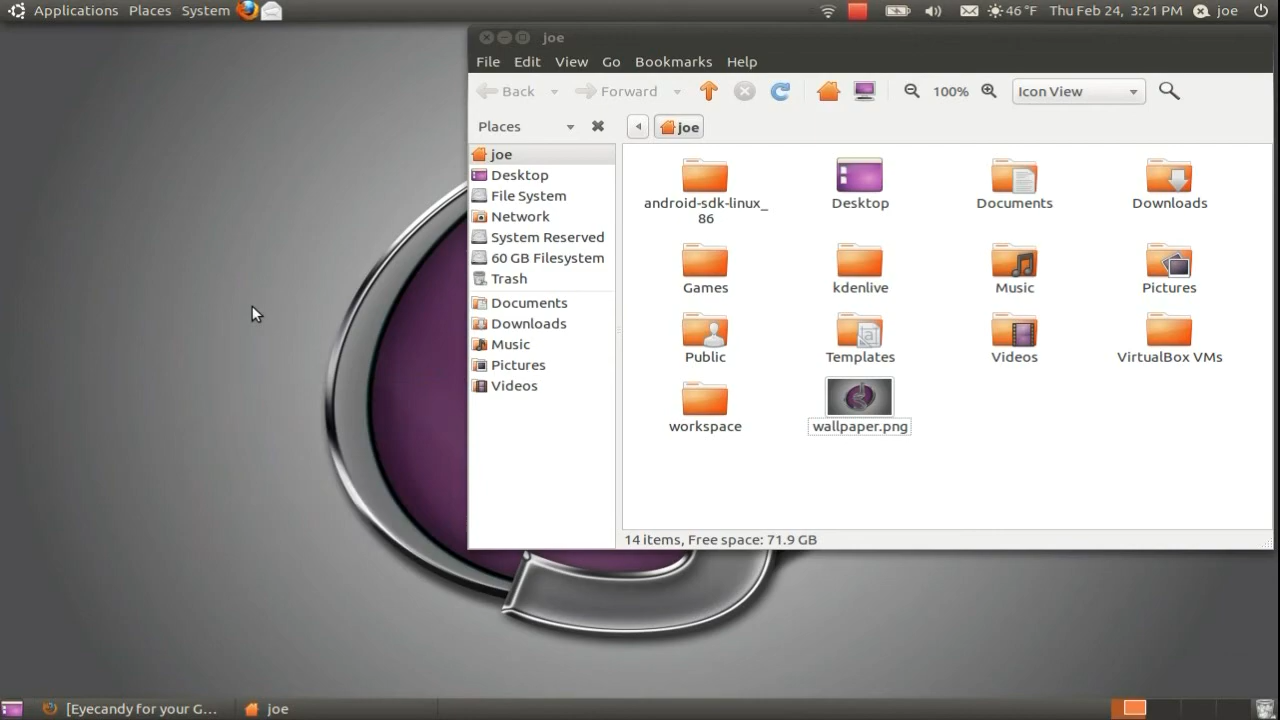 Applications Places System 46 °F Thu Feb 24, 3:21 PM joe
joe
File Edit View Go Bookmarks Help
Back Forward 100% Icon View
Places joe
joe
Desktop
File System
Network
System Reserved
60 GB Filesystem
Trash
Documents
Downloads
Music
Pictures
Videos
android-sdk-linux_
86
Desktop
Documents
Downloads
Games
kdenlive
Music
Pictures
Public
Templates
Videos
VirtualBox VMs
workspace
wallpaper.png
14 items, Free space: 71.9 GB
[Eyecandy for your G... joe